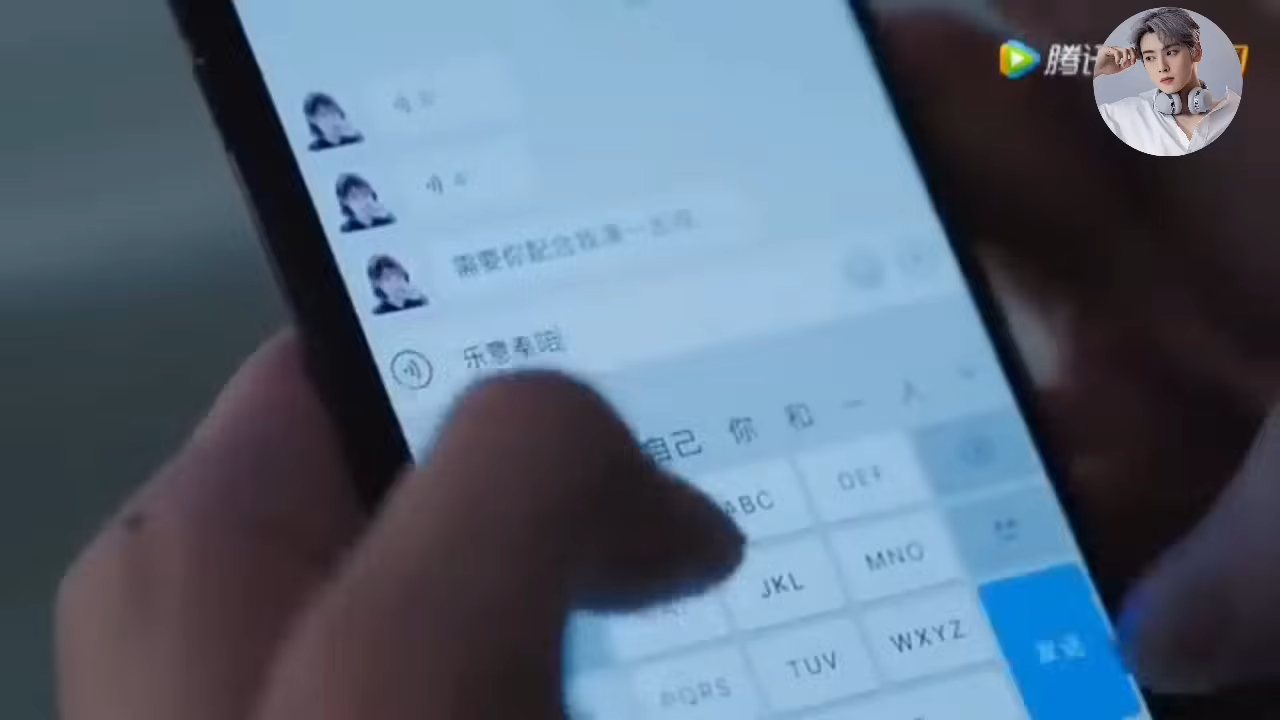 腾讯
需要你配合我演一出戏
乐意奉陪
自己 你 和 一 人
ABC
DEF
JKL
MNO
PQRS
TUV
WXYZ
发送